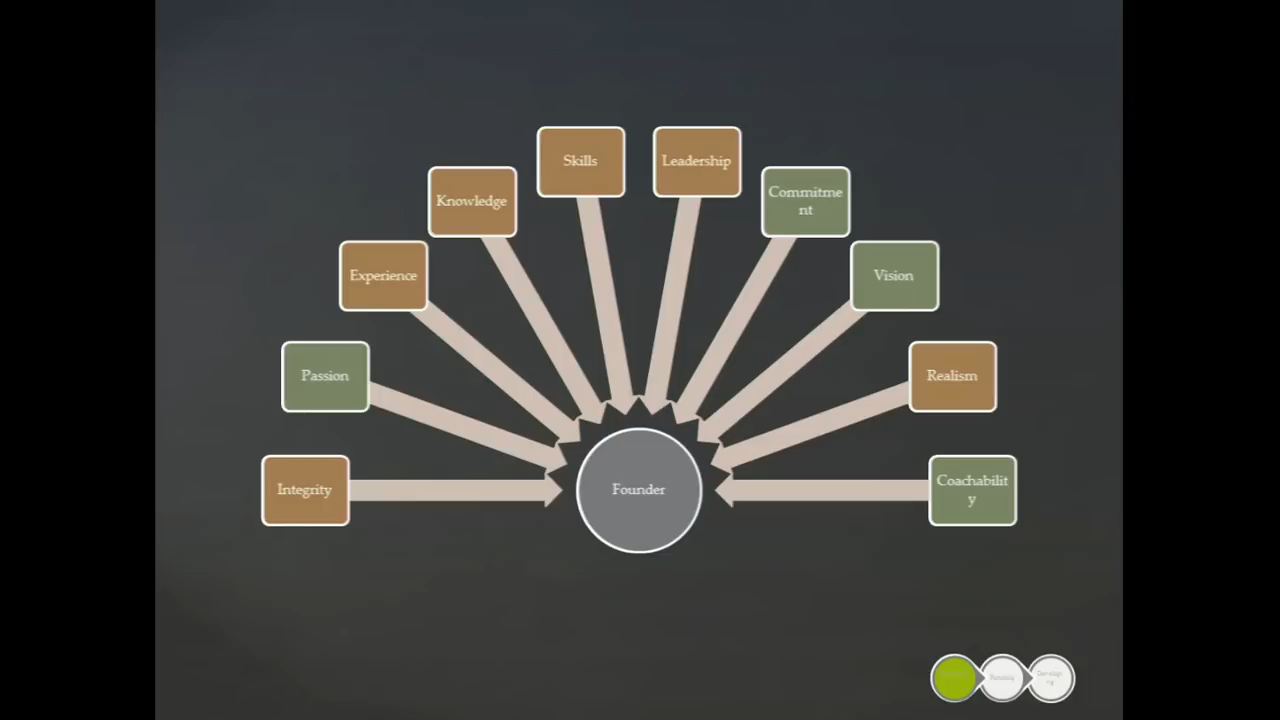 Skills
Leadership
Knowledge
Commitme
nt
Experience
Vision
Passion
Realism
Integrity
Founder
Coachabilit
y